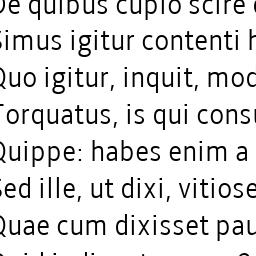 De quibus cupio scire
Simus igitur contenti
Quo igitur, inquit, mod
Torquatus, is qui consu
Quippe: habes enim a
Sed ille, ut dixi, vitiose
Quae cum dixisset pau